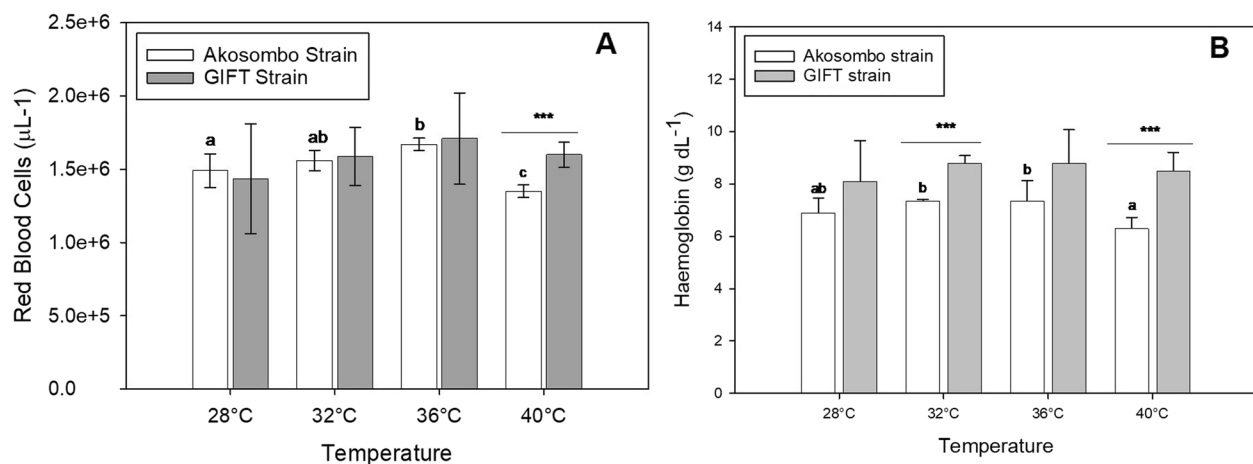 A
Akosombo Strain
GIFT Strain
Red Blood Cells (μL-1)
2.5e+6
2.0e+6
1.5e+6
1.0e+6
5.0e+5
0.0
a
ab
b
***
c
28°C
32°C
36°C
40°C
Temperature
B
Akosombo strain
GIFT strain
Haemoglobin (g dL-1)
14
12
10
8
6
4
2
0
ab
***
b
b
***
a
28°C
32°C
36°C
40°C
Temperature